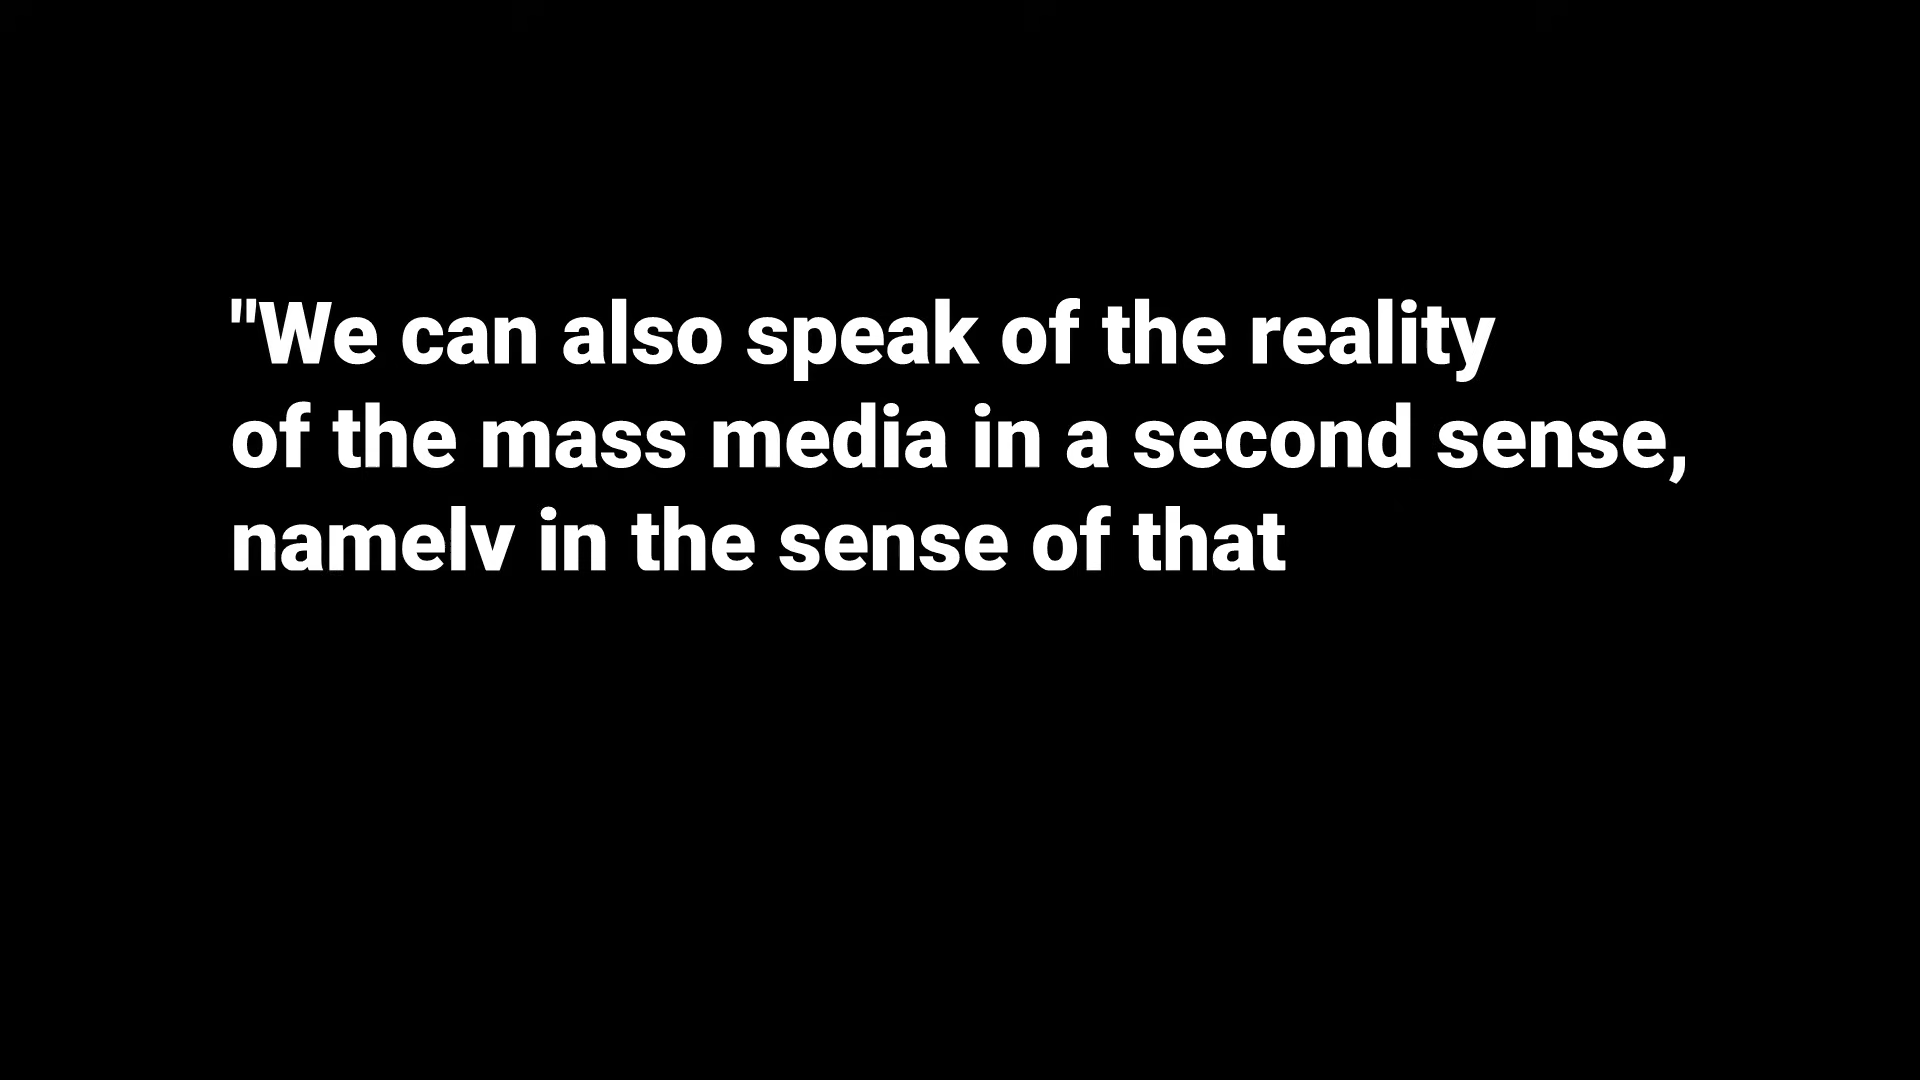 "We can also speak of the reality
of the mass media in a second sense,
namely in the sense of that